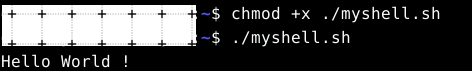 ~$ chmod +x ./myshell.sh
~$ ./myshell.sh
Hello World !